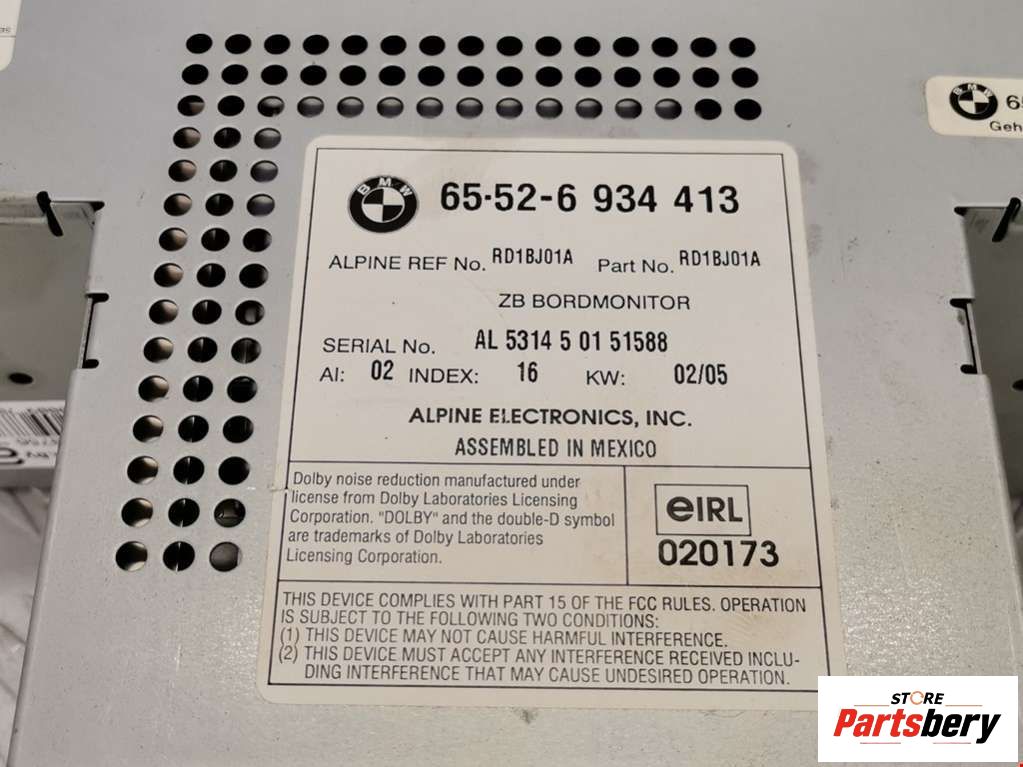 BMW 65·52-6 934 413
ALPINE REF No. RD1BJ01A Part No. RD1BJ01A
ZB BORDMONITOR
SERIAL No. AL 5314 5 01 51588
AI: 02 INDEX: 16 KW: 02/05
ALPINE ELECTRONICS, INC.
ASSEMBLED IN MEXICO
Dolby noise reduction manufactured under
license from Dolby Laboratories Licensing
Corporation. "DOLBY" and the double-D symbol
are trademarks of Dolby Laboratories
Licensing Corporation.
eIRL
020173
THIS DEVICE COMPLIES WITH PART 15 OF THE FCC RULES. OPERATION
IS SUBJECT TO THE FOLLOWING TWO CONDITIONS:
(1) THIS DEVICE MAY NOT CAUSE HARMFUL INTERFERENCE.
(2) THIS DEVICE MUST ACCEPT ANY INTERFERENCE RECEIVED INCLU-
DING INTERFERENCE THAT MAY CAUSE UNDESIRED OPERATION.
BMW
Geh
STORE
Partsbery